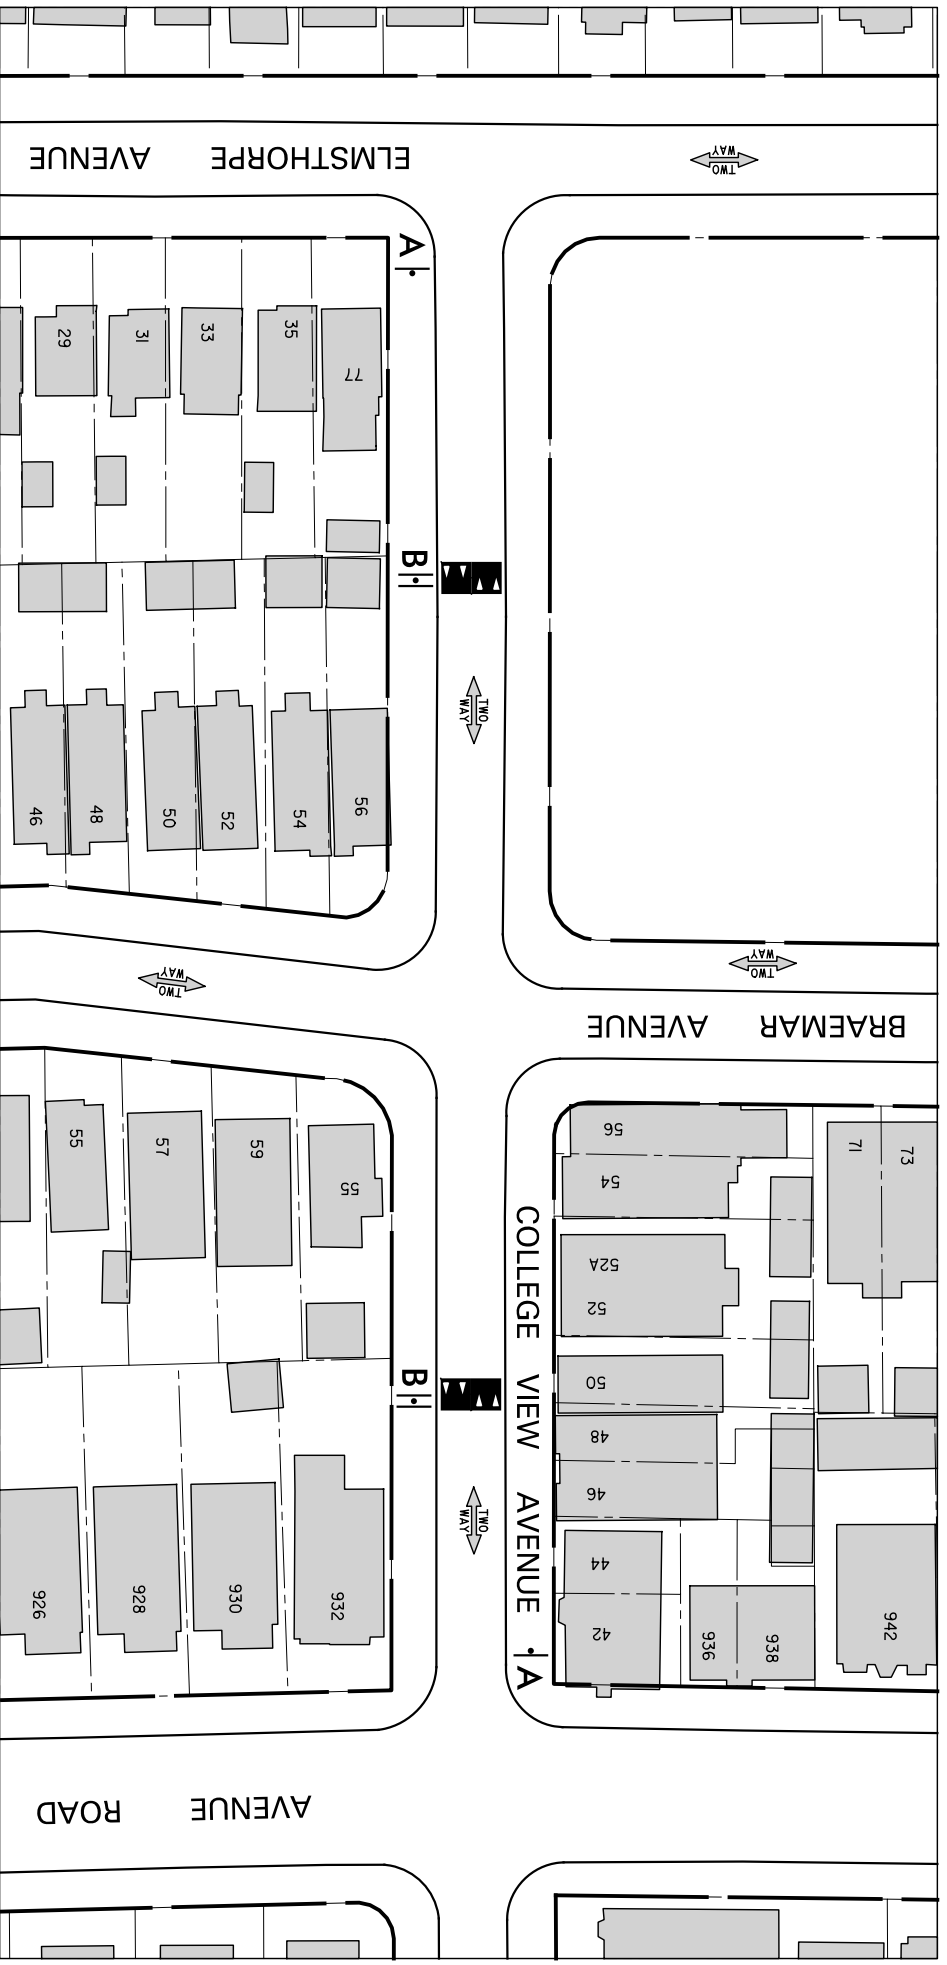 ELMSTHORPE AVENUE
TWO
WAY
A
29
31
33
35
77
B
TWO
WAY
46
48
50
52
54
56
TWO
WAY
TWO
WAY
BRAEMAR AVENUE
55
57
59
55
56
54
71
73
52A
52
50
48
46
44
42
B
COLLEGE VIEW AVENUE
TWO
WAY
926
928
930
932
936
938
942
A
AVENUE ROAD